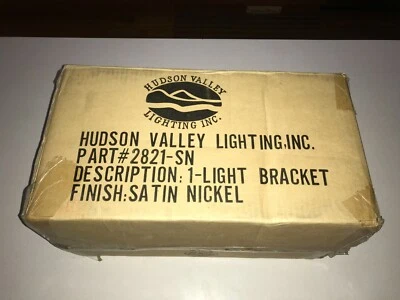 HUDSON VALLEY
LIGHTING INC.
HUDSON VALLEY LIGHTING,INC.
PART#2821-SN
DESCRIPTION: 1-LIGHT BRACKET
FINISH:SATIN NICKEL